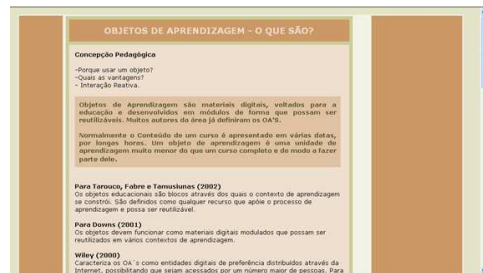 OBJETOS DE APRENDIZAGEM - O QUE SÃO?
Concepção Pedagógica
-Porque usar um objeto?
-Quais as vantagens?
- Interação Reativa.
Objetos de Aprendizagem são materiais digitais, voltados para a
educação e desenvolvidos em módulos de forma que possam ser
reutilizáveis. Muitos autores da área já definiram os OA'S.
Normalmente o Conteúdo de um curso é apresentado em várias datas,
por longas horas. Um objeto de aprendizagem é uma unidade de
aprendizagem muito menor do que um curso completo e de modo a fazer
parte dele.
Para Tarouco, Fabre e Tamusiunas (2002)
Os objetos educacionais são blocos através dos quais o contexto de aprendizagem
se constrói. São definidos como qualquer recurso que apóie o processo de
aprendizagem e possa ser reutilizável.
Para Downs (2001)
Os objetos devem funcionar como materiais digitais modulados que possam ser
reutilizados em vários contextos de aprendizagem.
Wiley (2000)
Caracteriza os OA´s como entidades digitais de preferência distribuídos através da
Internet, possibilitando que sejam acessados por um número maior de pessoas. Para